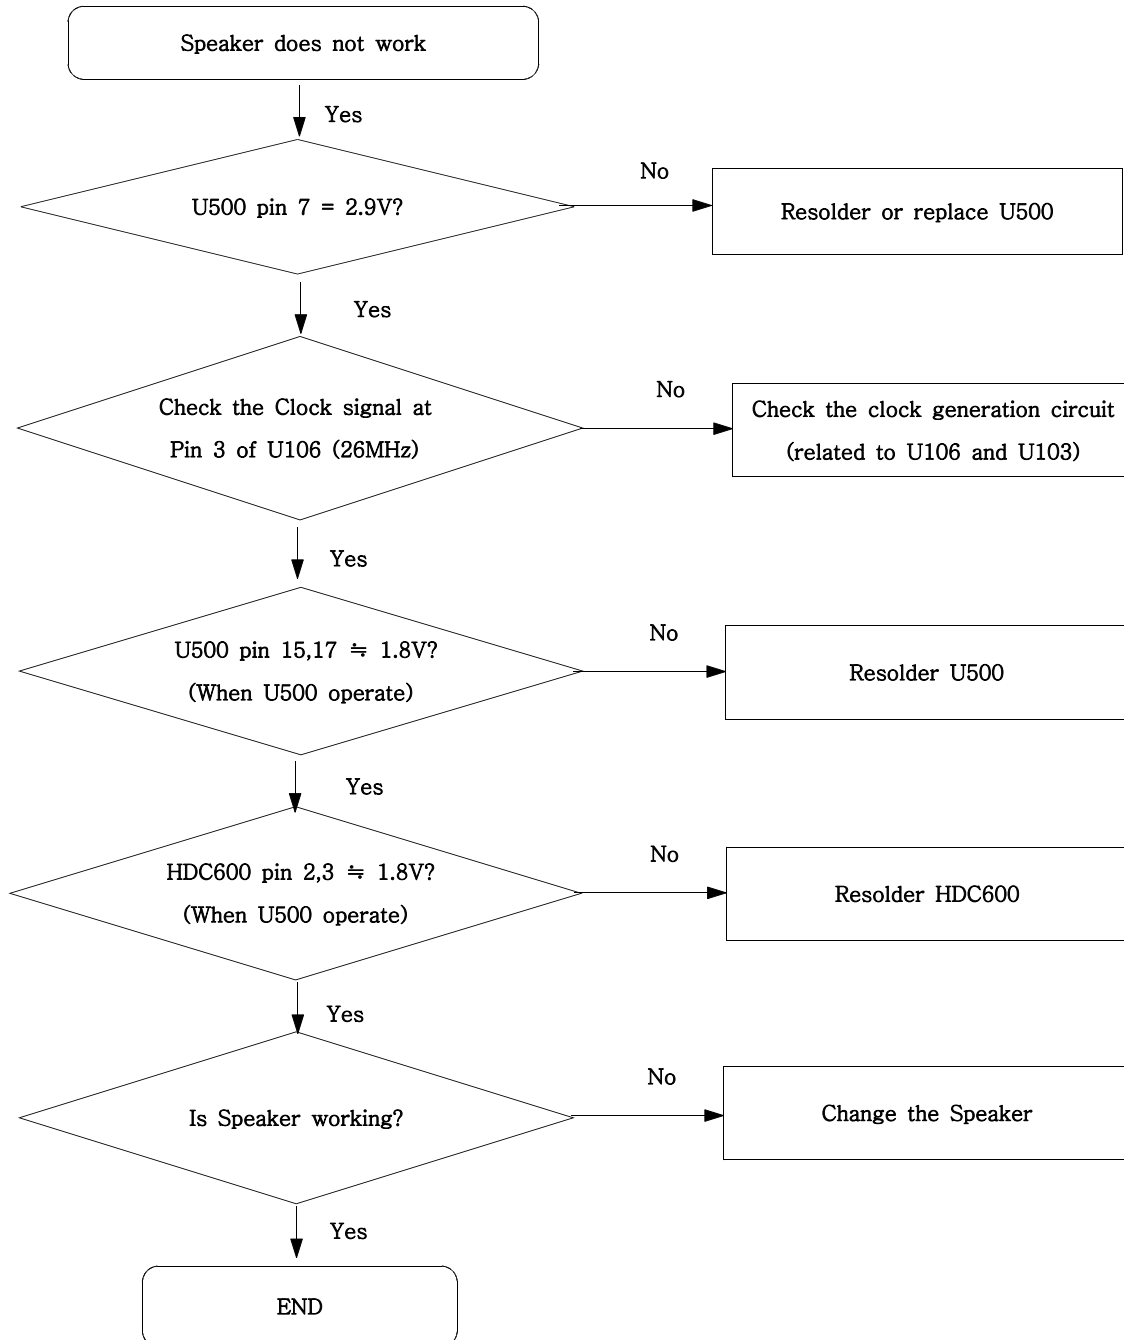 Speaker does not work
Yes
U500 pin 7 = 2.9V?
No
Resolder or replace U500
Yes
Check the Clock signal at
Pin 3 of U106 (26MHz)
No
Check the clock generation circuit
(related to U106 and U103)
Yes
U500 pin 15,17 ≒ 1.8V?
(When U500 operate)
No
Resolder U500
Yes
HDC600 pin 2,3 ≒ 1.8V?
(When U500 operate)
No
Resolder HDC600
Yes
Is Speaker working?
No
Change the Speaker
Yes
END